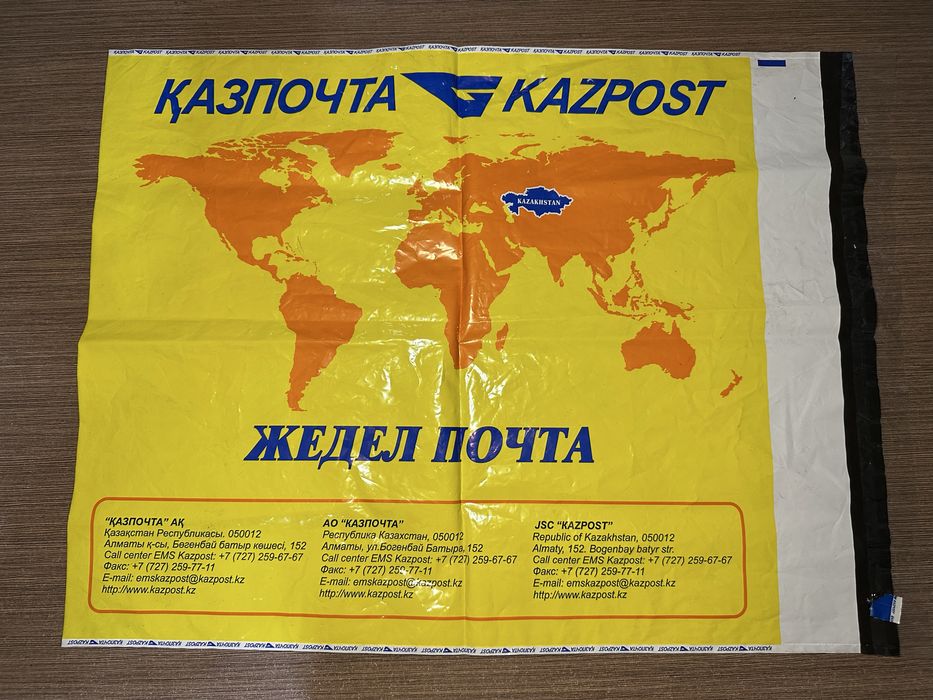 ҚАЗПОЧТА KAZPOST
KAZAKHSTAN
ЖЕДЕЛ ПОЧТА
"ҚАЗПОЧТА" АҚ
Қазақстан Республикасы. 050012
Алматы қ-сы, Бөгенбай батыр көшесі, 152
Call center EMS Kazpost: +7 (727) 259-67-67
Факс: +7 (727) 259-77-11
E-mail: emskazpost@kazpost.kz
http://www.kazpost.kz
АО "КАЗПОЧТА"
Республика Казахстан, 050012
Алматы, ул.Богенбай Батыра,152
Call center EMS Kazpost: +7 (727) 259-67-67
Факс: +7 (727) 259-77-11
E-mail: emskazpost@kazpost.kz
http://www.kazpost.kz
JSC "KAZPOST"
Republic of Kazakhstan, 050012
Almaty, 152. Bogenbay batyr str.
Call center EMS Kazpost: +7 (727) 259-67-67
Факс: +7 (727) 259-77-11
E-mail: emskazpost@kazpost.kz
http://www.kazpost.kz